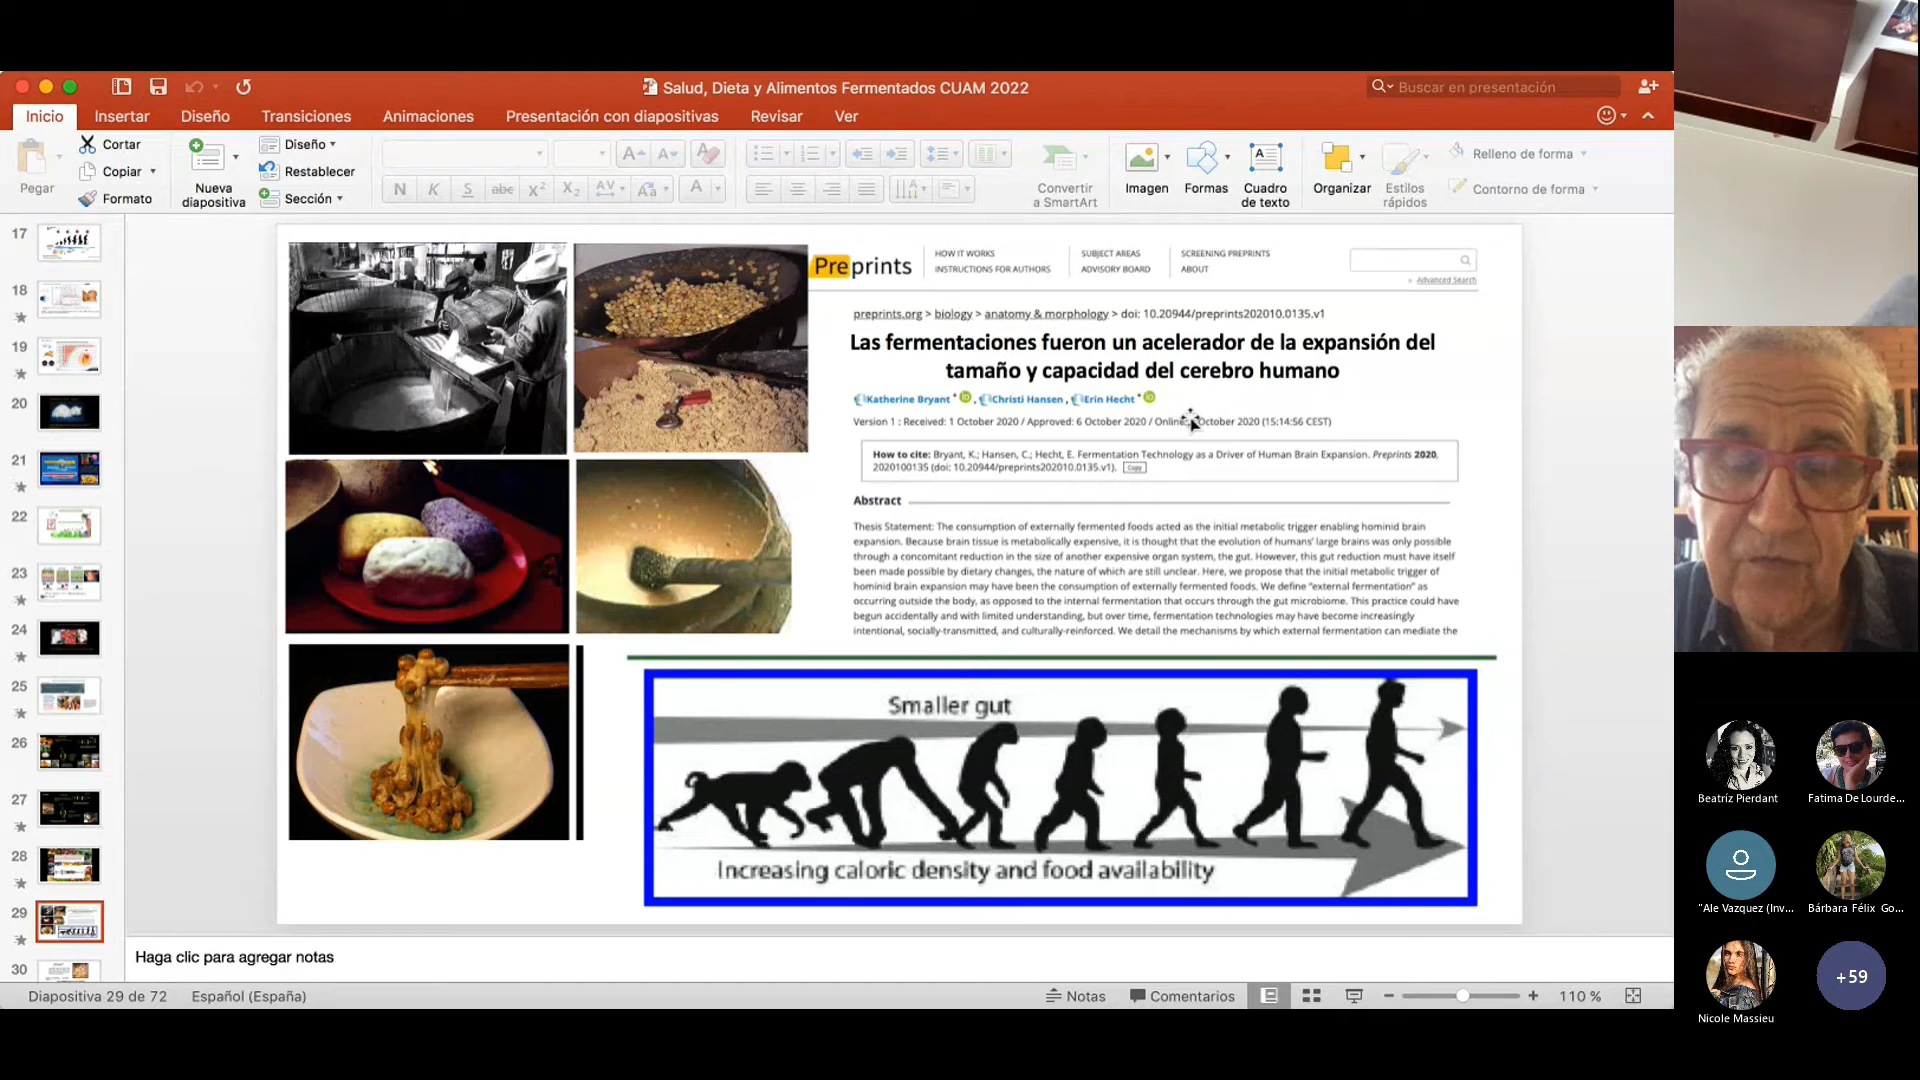 Salud, Dieta y Alimentos Fermentados CUAM 2022
Buscar en presentación
Inicio
Insertar
Diseño
Transiciones
Animaciones
Presentación con diapositivas
Revisar
Ver
Pegar
Cortar
Copiar
Formato
Nueva
diapositiva
Diseño
Restablecer
Sección
N K S abc X² X₂ AV Aa A
Convertir
a SmartArt
Imagen
Formas
Cuadro
de texto
Organizar
Estilos
rápidos
Relleno de forma
Contorno de forma
17
18
19
20
21
22
23
24
25
26
27
28
29
30
Preprints
HOW IT WORKS
INSTRUCTIONS FOR AUTHORS
SUBJECT AREAS
ADVISORY BOARD
SCREENING PREPRINTS
ABOUT
Advanced Search
preprints.org > biology > anatomy & morphology > doi: 10.20944/preprints202010.0135.v1
Las fermentaciones fueron un acelerador de la expansión del
tamaño y capacidad del cerebro humano
Katherine Bryant * , Christi Hansen , Erin Hecht *
Version 1 : Received: 1 October 2020 / Approved: 6 October 2020 / Online: October 2020 (15:14:56 CEST)
How to cite: Bryant, K.; Hansen, C.; Hecht, E. Fermentation Technology as a Driver of Human Brain Expansion. Preprints 2020,
2020100135 (doi: 10.20944/preprints202010.0135.v1). Copy
Abstract
Thesis Statement: The consumption of externally fermented foods acted as the initial metabolic trigger enabling hominid brain
expansion. Because brain tissue is metabolically expensive, it is thought that the evolution of humans' large brains was only possible
through a concomitant reduction in the size of another expensive organ system, the gut. However, this gut reduction must have itself
been made possible by dietary changes, the nature of which are still unclear. Here, we propose that the initial metabolic trigger of
hominid brain expansion may have been the consumption of externally fermented foods. We define "external fermentation" as
occurring outside the body, as opposed to the internal fermentation that occurs through the gut microbiome. This practice could have
begun accidentally and with limited understanding, but over time, fermentation technologies may have become increasingly
intentional, socially-transmitted, and culturally-reinforced. We detail the mechanisms by which external fermentation can mediate the
Smaller gut
Increasing caloric density and food availability
Haga clic para agregar notas
Diapositiva 29 de 72
Español (España)
Notas
Comentarios
110 %
Beatríz Pierdant
Fatima De Lourde...
"Ale Vazquez (Inv...
Bárbara Félix Go...
Nicole Massieu
+59